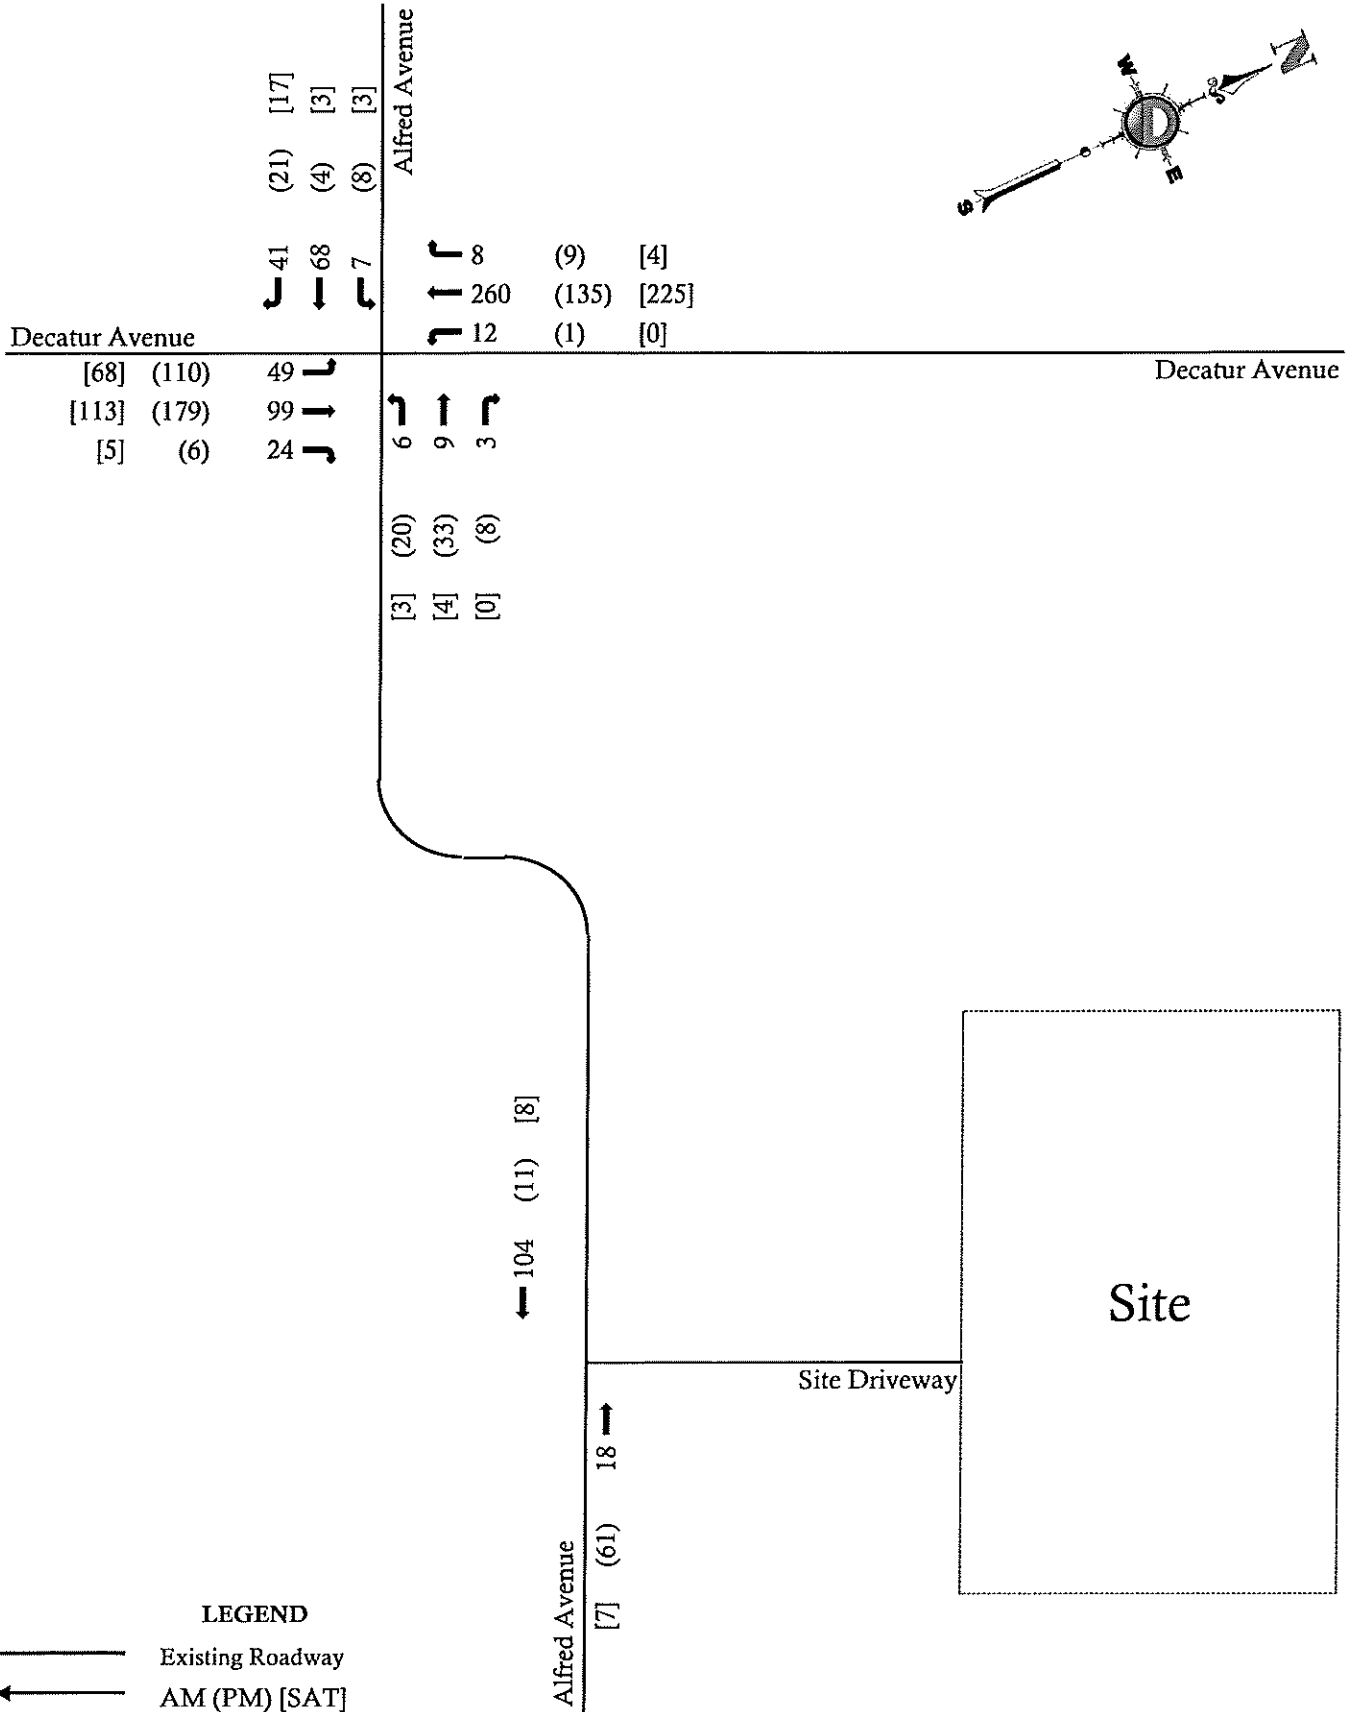 Alfred Avenue
[17] [3] [3]
(21) (4) (8)
41 68 7
8 (9) [4]
260 (135) [225]
12 (1) [0]
N
W
D
E
S
Decatur Avenue
Decatur Avenue
[68] (110) 49
[113] (179) 99
[5] (6) 24
6 9 3
(20) (33) (8)
[3] [4] [0]
104 (11) [8]
Site
Site Driveway
[7] (61) 18
Alfred Avenue
LEGEND
Existing Roadway
AM (PM) [SAT]